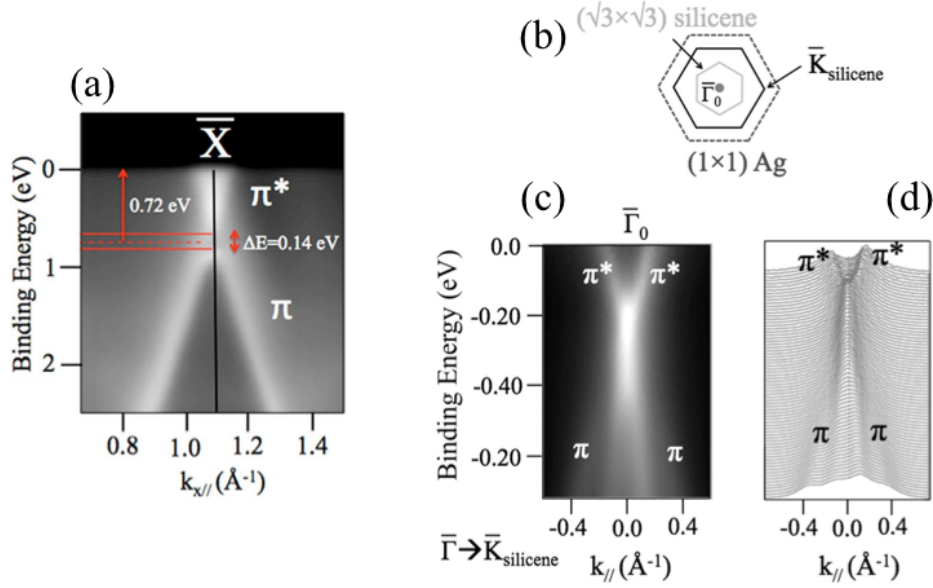 (a)
X̅
0
π*
0.72 eV
ΔE=0.14 eV
1
π
2
Binding Energy (eV)
0.8 1.0 1.2 1.4
kx// (Å-1)
(b)
(√3×√3) silicene
K̅silicene
Γ̅0
(1×1) Ag
(c)
Γ̅0
0.0
π* π*
-0.20
-0.40
-0.20
π π
Binding Energy (eV)
-0.4 0.0 0.4
Γ̅→K̅silicene
k// (Å-1)
(d)
π* π*
π π
-0.4 0.0 0.4
k// (Å-1)